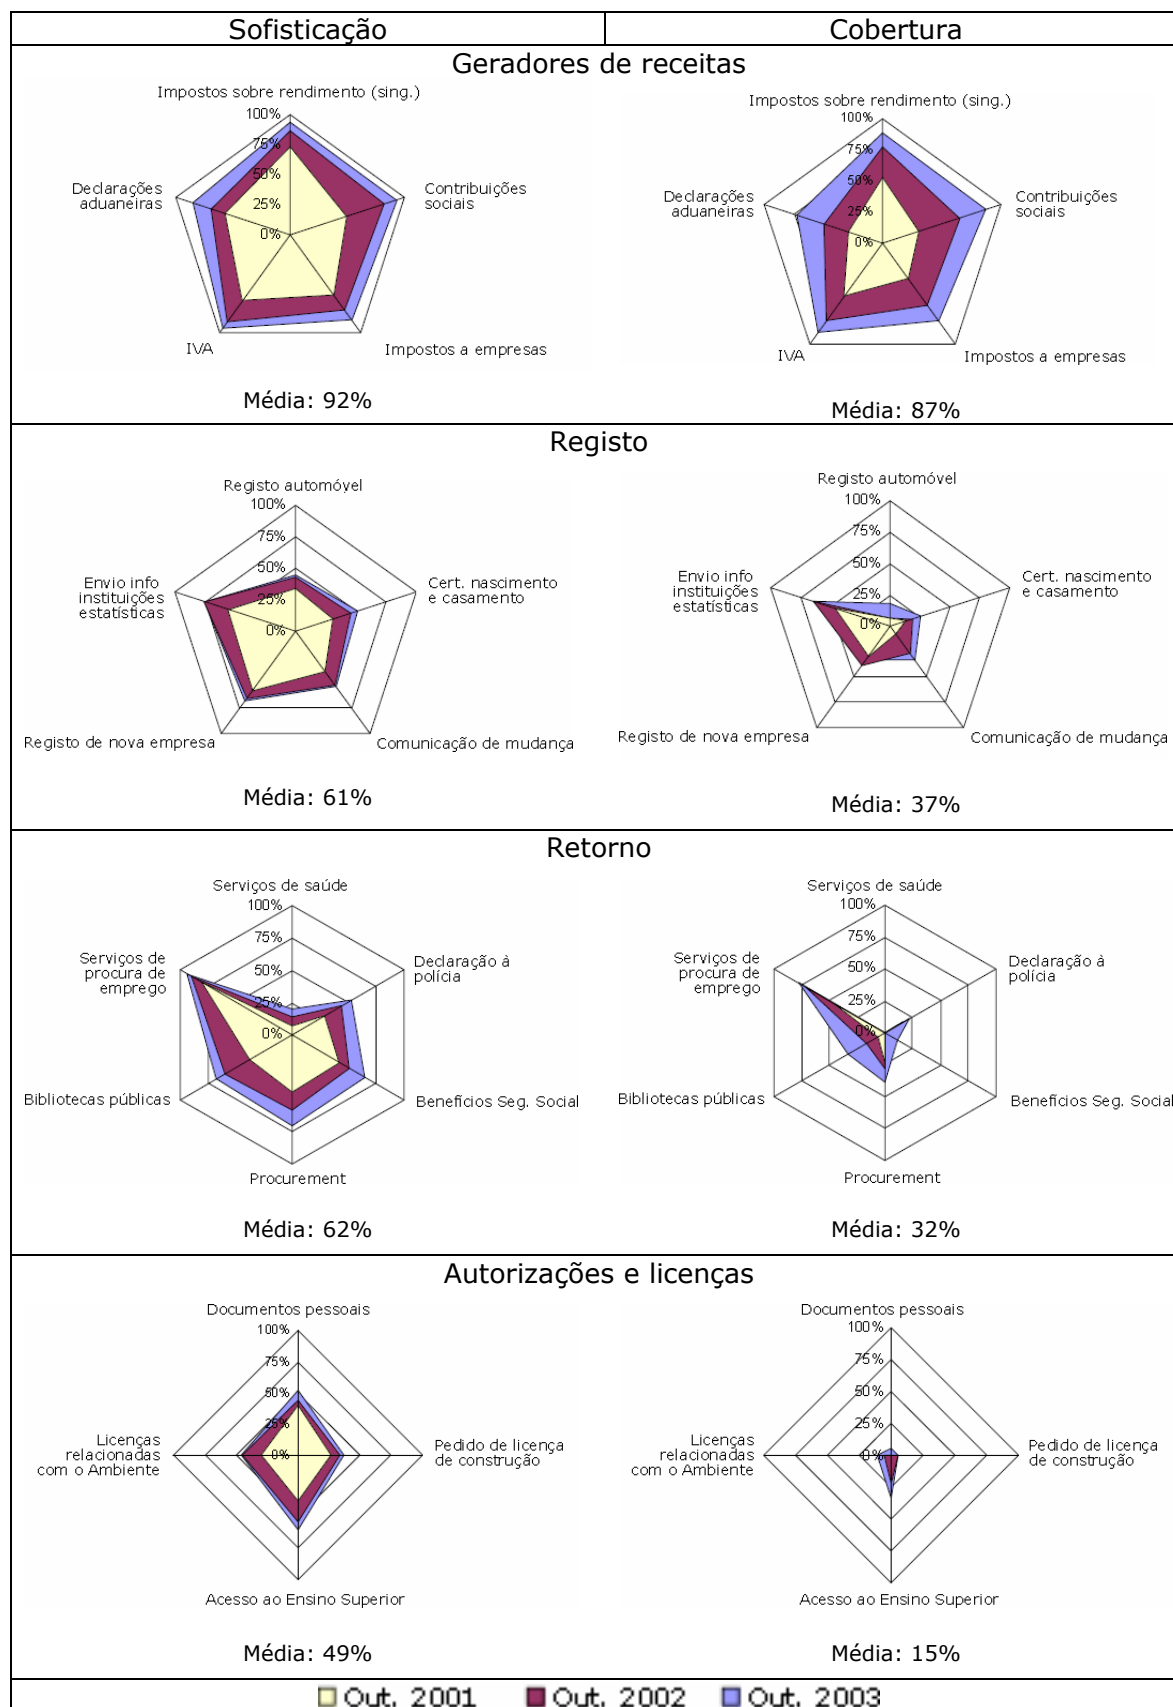 Sofisticação
Cobertura
Geradores de receitas
Impostos sobre rendimento (sing.)
100%
75%
50%
25%
0%
Declarações
aduaneiras
Contribuições
sociais
IVA
Impostos a empresas
Média: 92%
Impostos sobre rendimento (sing.)
100%
75%
50%
25%
0%
Declarações
aduaneiras
Contribuições
sociais
IVA
Impostos a empresas
Média: 87%
Registo
Registo automóvel
100%
75%
50%
25%
0%
Envio info
instituições
estatísticas
Cert. nascimento
e casamento
Registo de nova empresa
Comunicação de mudança
Média: 61%
Registo automóvel
100%
75%
50%
25%
0%
Envio info
instituições
estatísticas
Cert. nascimento
e casamento
Registo de nova empresa
Comunicação de mudança
Média: 37%
Retorno
Serviços de saúde
100%
75%
50%
25%
0%
Serviços de
procura de
emprego
Declaração à
polícia
Bibliotecas públicas
Benefícios Seg. Social
Procurement
Média: 62%
Serviços de saúde
100%
75%
50%
25%
0%
Serviços de
procura de
emprego
Declaração à
polícia
Bibliotecas públicas
Benefícios Seg. Social
Procurement
Média: 32%
Autorizações e licenças
Documentos pessoais
100%
75%
50%
25%
0%
Licenças
relacionadas
com o Ambiente
Pedido de licença
de construção
Acesso ao Ensino Superior
Média: 49%
Documentos pessoais
100%
75%
50%
25%
0%
Licenças
relacionadas
com o Ambiente
Pedido de licença
de construção
Acesso ao Ensino Superior
Média: 15%
Out. 2001 Out. 2002 Out. 2003